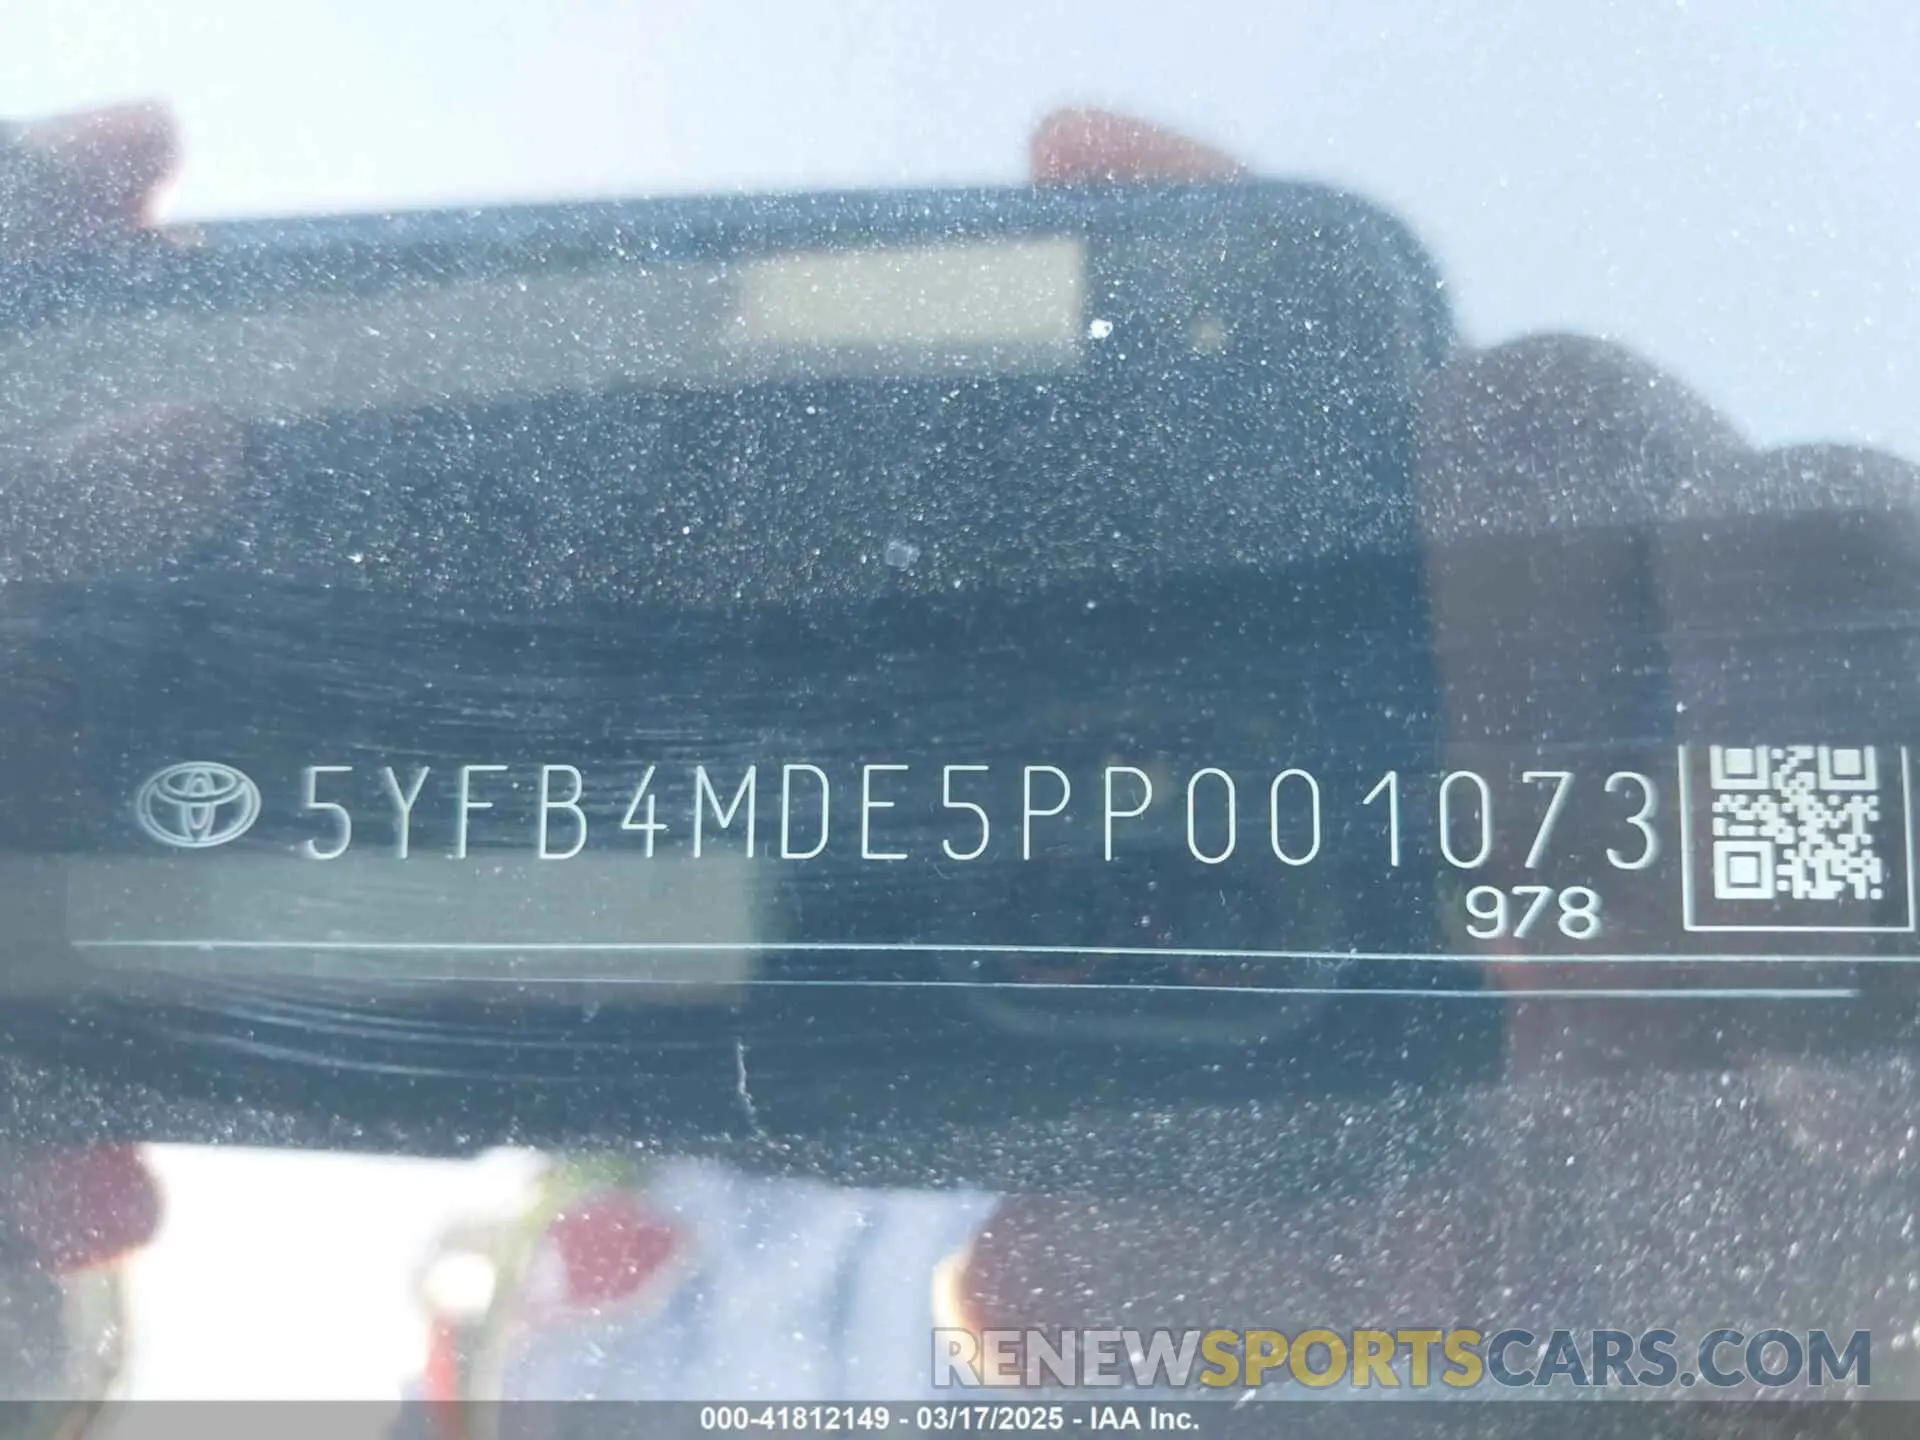 5YFB4MDE5PP001073
978
RENEWSPORTSCARS.COM
000-41812149 - 03/17/2025 - IAA Inc.